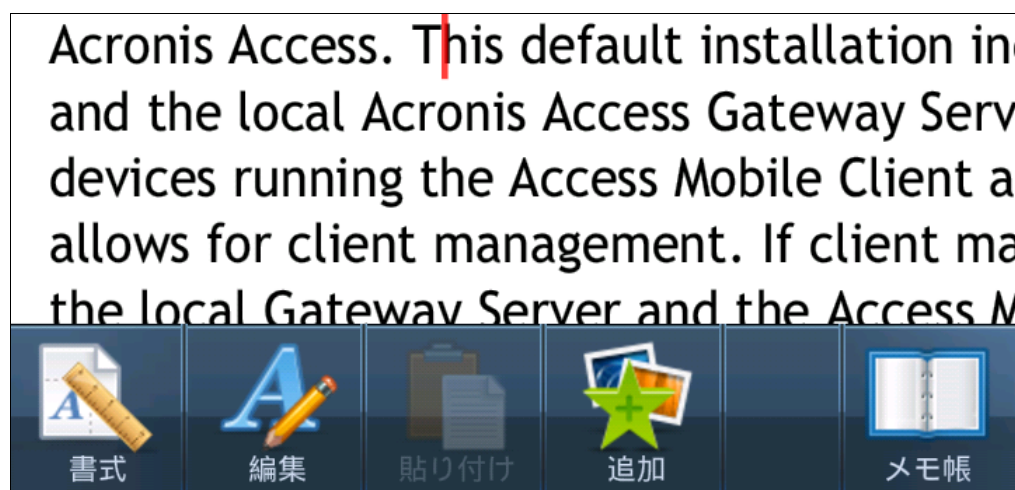 Acronis Access. This default installation in
and the local Acronis Access Gateway Serv
devices running the Access Mobile Client a
allows for client management. If client ma
the local Gateway Server and the Access M
書式 編集 貼り付け 追加 メモ帳